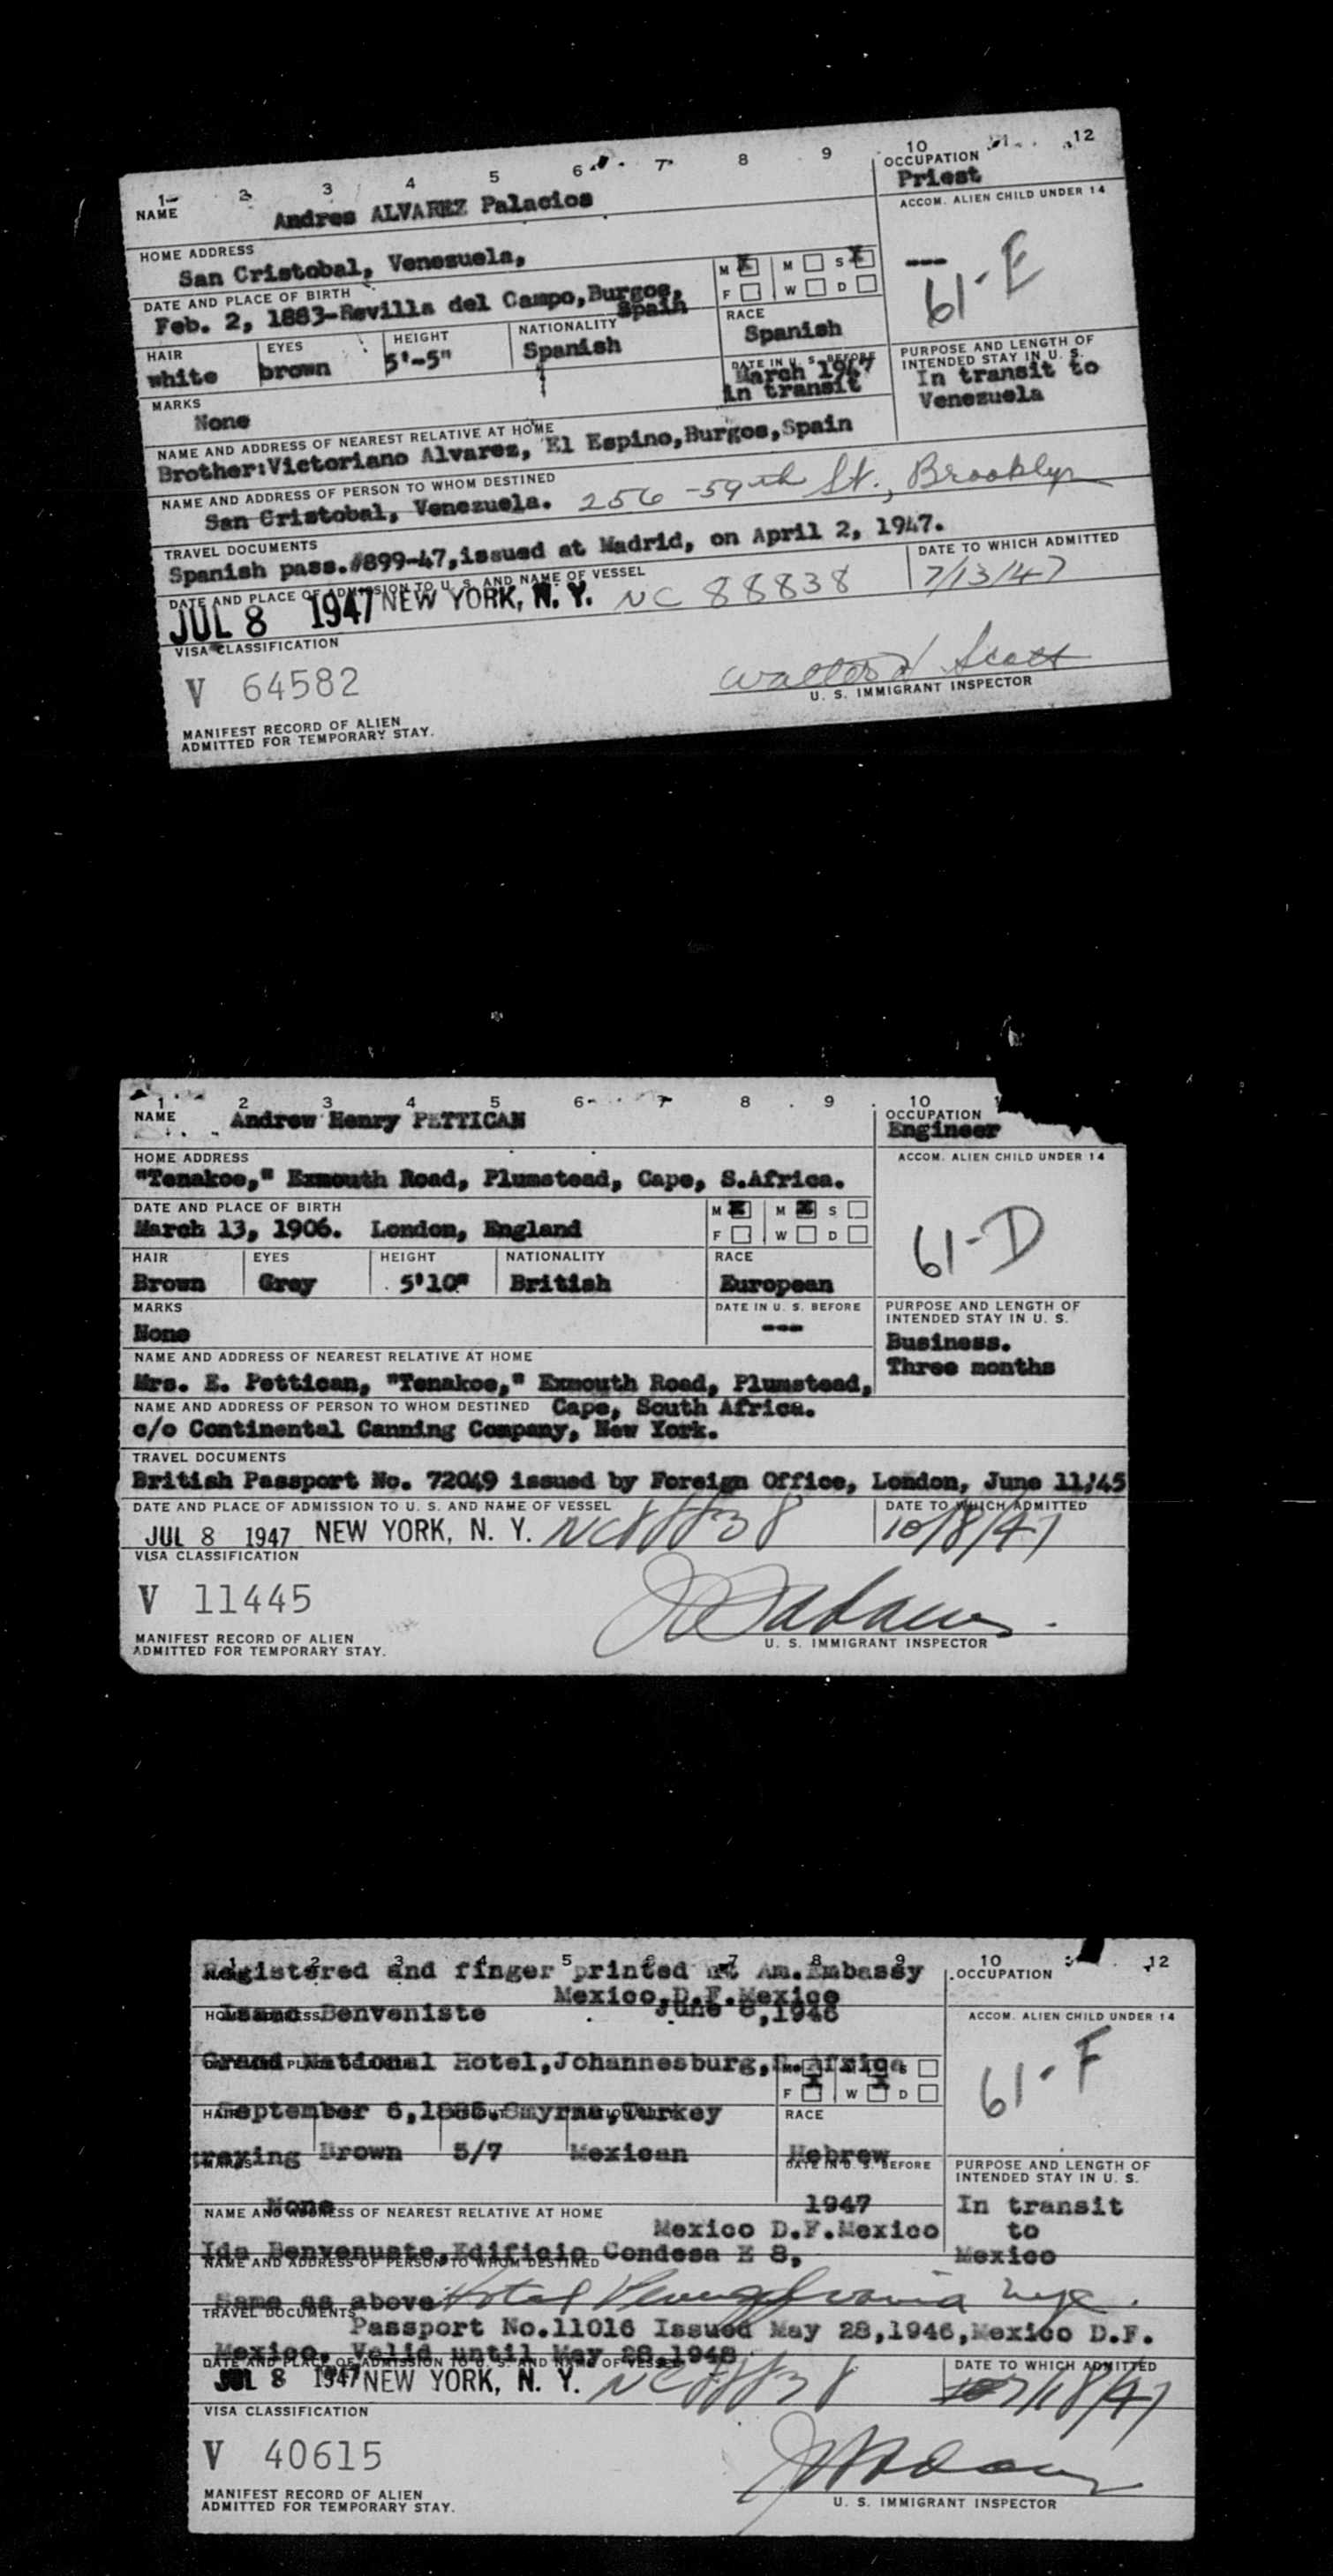 1 2 3 4 5 6 7 8 9 10 12
NAME Andres ALVAREZ Palacios
OCCUPATION Priest
HOME ADDRESS
San Cristobal, Venezuela,
ACCOM. ALIEN CHILD UNDER 14
---
61-E
DATE AND PLACE OF BIRTH
Feb. 2, 1883-Revilla del Campo,Burgos,
Spain
M X M S X
F W D
HAIR EYES HEIGHT NATIONALITY RACE
white brown 5'-5" Spanish Spanish
MARKS
None
DATE IN U. S. BEFORE
March 1947
in transit
PURPOSE AND LENGTH OF
INTENDED STAY IN U. S.
In transit to
Venezuela
NAME AND ADDRESS OF NEAREST RELATIVE AT HOME
Brother:Victoriano Alvarez, El Espino,Burgos,Spain
NAME AND ADDRESS OF PERSON TO WHOM DESTINED
San Cristobal, Venezuela. 256-59th St., Brooklyn
TRAVEL DOCUMENTS
Spanish pass.#899-47,issued at Madrid, on April 2, 1947.
DATE AND PLACE OF ADMISSION TO U. S. AND NAME OF VESSEL
DATE TO WHICH ADMITTED
JUL 8 1947 NEW YORK, N. Y. NC 88838 7/13/47
VISA CLASSIFICATION
V 64582
Walter Scott
U. S. IMMIGRANT INSPECTOR
MANIFEST RECORD OF ALIEN
ADMITTED FOR TEMPORARY STAY.
1 2 3 4 5 6 7 8 9 10
NAME Andrew Henry PETTICAN
OCCUPATION
Engineer
HOME ADDRESS
"Tenakoe," Exmouth Road, Plumstead, Cape, S.Africa.
ACCOM. ALIEN CHILD UNDER 14
61-D
DATE AND PLACE OF BIRTH
March 13, 1906. London, England
M X M X S
F W D
HAIR EYES HEIGHT NATIONALITY RACE
Brown Grey 5'10" British European
MARKS
None
DATE IN U. S. BEFORE
---
PURPOSE AND LENGTH OF
INTENDED STAY IN U. S.
Business.
Three months
NAME AND ADDRESS OF NEAREST RELATIVE AT HOME
Mrs. E. Pettican, "Tenakoe," Exmouth Road, Plumstead,
NAME AND ADDRESS OF PERSON TO WHOM DESTINED Cape, South Africa.
c/o Continental Canning Company, New York.
TRAVEL DOCUMENTS
British Passport No. 72049 issued by Foreign Office, London, June 11,'45
DATE AND PLACE OF ADMISSION TO U. S. AND NAME OF VESSEL
DATE TO WHICH ADMITTED
JUL 8 1947 NEW YORK, N. Y. NC88838 10/8/47
VISA CLASSIFICATION
V 11445
U. S. IMMIGRANT INSPECTOR
MANIFEST RECORD OF ALIEN
ADMITTED FOR TEMPORARY STAY.
1 2 3 4 5 6 7 8 9 10 12
Registered and finger printed at Am.Embassy
OCCUPATION
Mexico,D.F.Mexico
Isaac Benveniste June 6,1946
ACCOM. ALIEN CHILD UNDER 14
61-F
Grand National Hotel,Johannesburg,S.Africa
F X W X D
September 6,1886.Smyrna,Turkey
RACE
Graying Brown 5/7 Mexican Hebrew
DATE IN U. S. BEFORE
PURPOSE AND LENGTH OF
INTENDED STAY IN U. S.
None 1947
NAME AND ADDRESS OF NEAREST RELATIVE AT HOME
In transit
to
Mexico
Mexico D.F.Mexico
Ida Benvenuste,Edificio Condesa E 8,
NAME AND ADDRESS OF PERSON TO WHOM DESTINED
Same as above Hotel Pennsylvania nyc.
TRAVEL DOCUMENTS
Passport No.11016 Issued May 28,1946,Mexico D.F.
Mexico. Valid until May 28,1948
DATE AND PLACE OF ADMISSION TO U. S. AND NAME OF VESSEL
DATE TO WHICH ADMITTED
JUL 8 1947 NEW YORK, N. Y. NC88838 7/18/47
VISA CLASSIFICATION
V 40615
U. S. IMMIGRANT INSPECTOR
MANIFEST RECORD OF ALIEN
ADMITTED FOR TEMPORARY STAY.